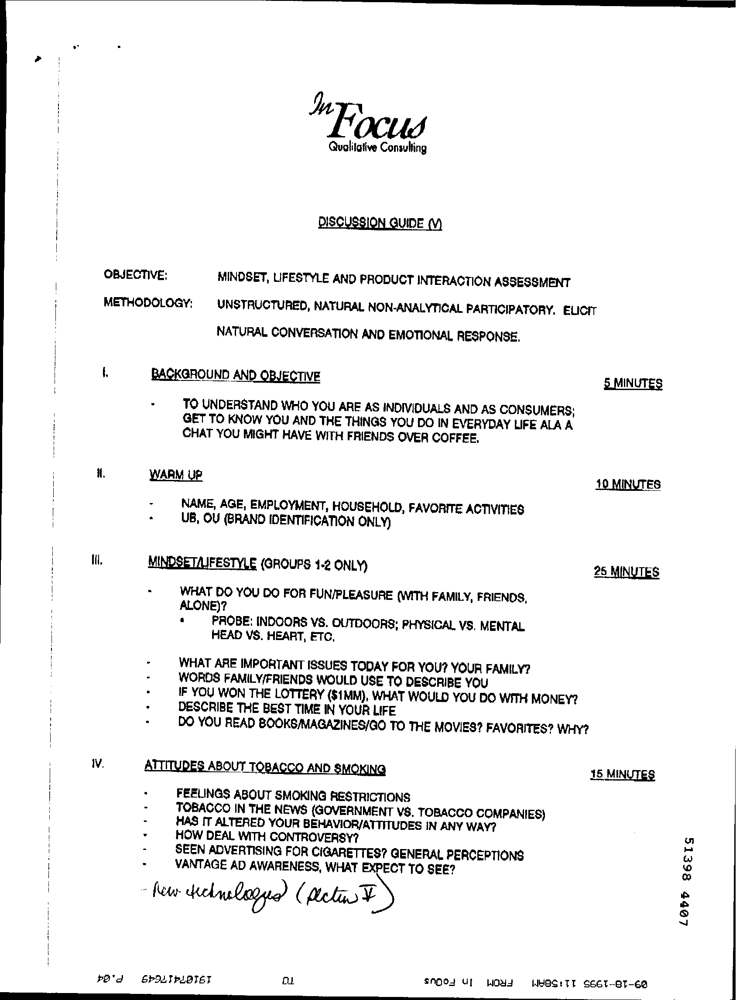 In Focus
Qualitative Consulting
DISCUSSION GUIDE (V)
OBJECTIVE: MINDSET, LIFESTYLE AND PRODUCT INTERACTION ASSESSMENT
METHODOLOGY: UNSTRUCTURED, NATURAL NON-ANALYTICAL PARTICIPATORY. ELICIT
NATURAL CONVERSATION AND EMOTIONAL RESPONSE.
I. BACKGROUND AND OBJECTIVE 5 MINUTES
- TO UNDERSTAND WHO YOU ARE AS INDIVIDUALS AND AS CONSUMERS;
GET TO KNOW YOU AND THE THINGS YOU DO IN EVERYDAY LIFE ALA A
CHAT YOU MIGHT HAVE WITH FRIENDS OVER COFFEE.
II. WARM UP 10 MINUTES
- NAME, AGE, EMPLOYMENT, HOUSEHOLD, FAVORITE ACTIVITIES
- UB, OU (BRAND IDENTIFICATION ONLY)
III. MINDSET/LIFESTYLE (GROUPS 1-2 ONLY) 25 MINUTES
- WHAT DO YOU DO FOR FUN/PLEASURE (WITH FAMILY, FRIENDS,
ALONE)?
• PROBE: INDOORS VS. OUTDOORS; PHYSICAL VS. MENTAL
HEAD VS. HEART, ETC.
- WHAT ARE IMPORTANT ISSUES TODAY FOR YOU? YOUR FAMILY?
- WORDS FAMILY/FRIENDS WOULD USE TO DESCRIBE YOU
- IF YOU WON THE LOTTERY ($1MM), WHAT WOULD YOU DO WITH MONEY?
- DESCRIBE THE BEST TIME IN YOUR LIFE
- DO YOU READ BOOKS/MAGAZINES/GO TO THE MOVIES? FAVORITES? WHY?
IV. ATTITUDES ABOUT TOBACCO AND SMOKING 15 MINUTES
- FEELINGS ABOUT SMOKING RESTRICTIONS
- TOBACCO IN THE NEWS (GOVERNMENT VS. TOBACCO COMPANIES)
- HAS IT ALTERED YOUR BEHAVIOR/ATTITUDES IN ANY WAY?
- HOW DEAL WITH CONTROVERSY?
- SEEN ADVERTISING FOR CIGARETTES? GENERAL PERCEPTIONS
- VANTAGE AD AWARENESS, WHAT EXPECT TO SEE?
- New technologies (section V)
51398 4407
09-18-1995 11:58AM FROM In Focus TO 19107417649 P.04